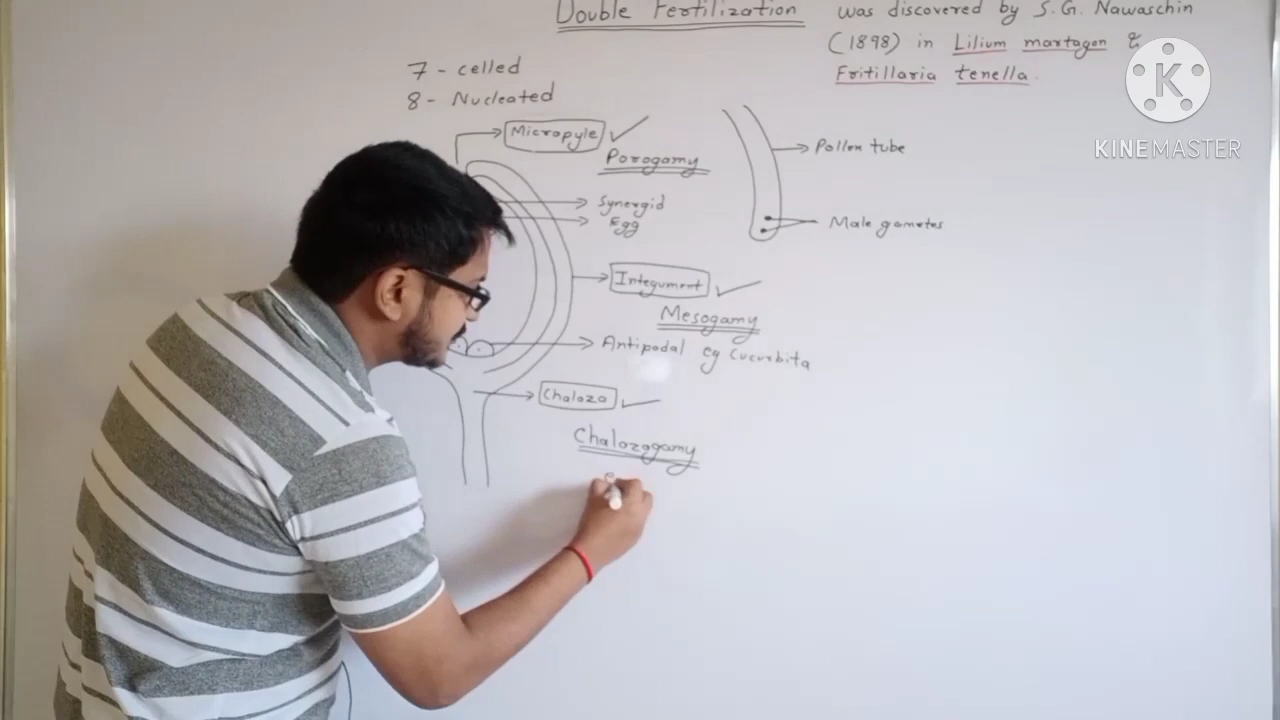 Double Fertilization
was discovered by S.G. Nawaschin
(1898) in Lilium martagon &
Fritillaria tenella.
7 - celled
8 - Nucleated
Micropyle
Porogamy
Synergid
Egg
Integument
Mesogamy
Antipodal eg Cucurbita
Chalaza
Chalazogamy
Pollen tube
Male gametes
K
KINEMASTER